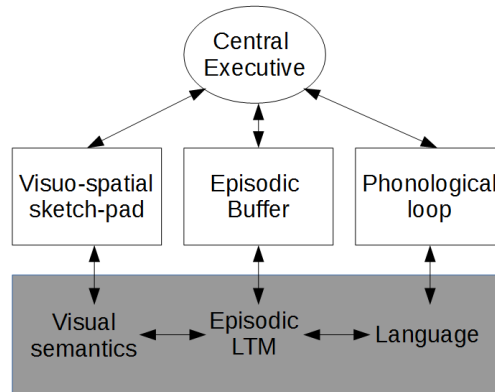 Central
Executive
Visuo-spatial
sketch-pad
Episodic
Buffer
Phonological
loop
Visual
semantics
Episodic
LTM
Language